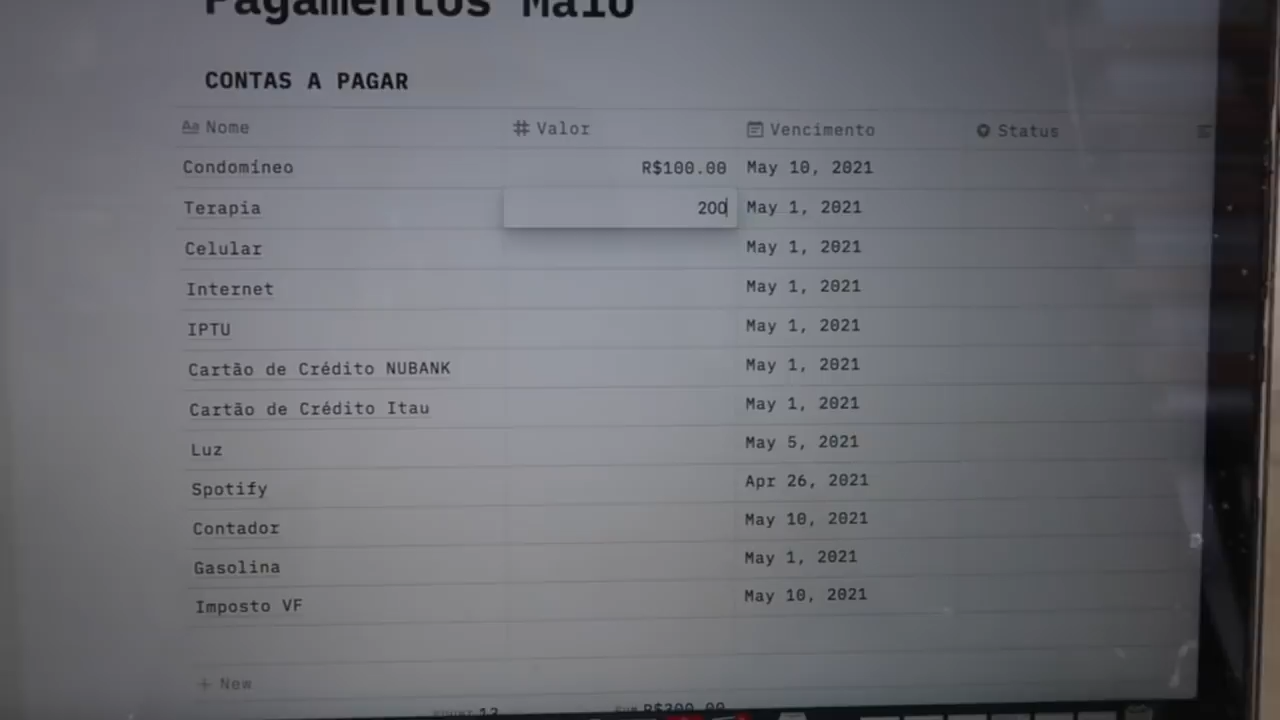 Pagamentos Maio
CONTAS A PAGAR
Aa Nome # Valor Vencimento Status
Condomíneo R$100.00 May 10, 2021
Terapia 200 May 1, 2021
Celular May 1, 2021
Internet May 1, 2021
IPTU May 1, 2021
Cartão de Crédito NUBANK May 1, 2021
Cartão de Crédito Itau May 1, 2021
Luz May 5, 2021
Spotify Apr 26, 2021
Contador May 10, 2021
Gasolina May 1, 2021
Imposto VF May 10, 2021
+ New